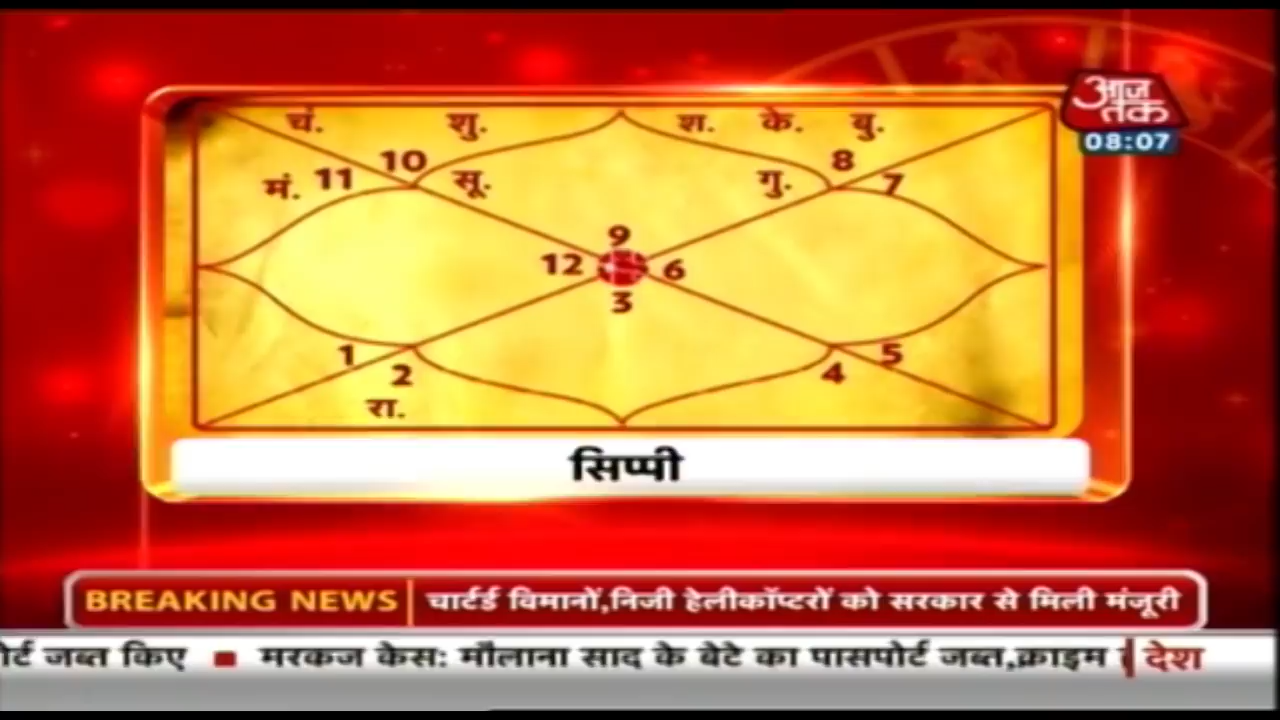 चं. शु. श. के. बु.
आज
तक
08:07
10 8
मं. 11 सू. गु. 7
9
12 6
3
1 5
2 4
रा.
सिप्पी
BREAKING NEWS चार्टर्ड विमानों,निजी हेलीकॉप्टरों को सरकार से मिली मंजूरी
र्ट जब्त किए ■ मरकज केस: मौलाना साद के बेटे का पासपोर्ट जब्त,क्राइम देश